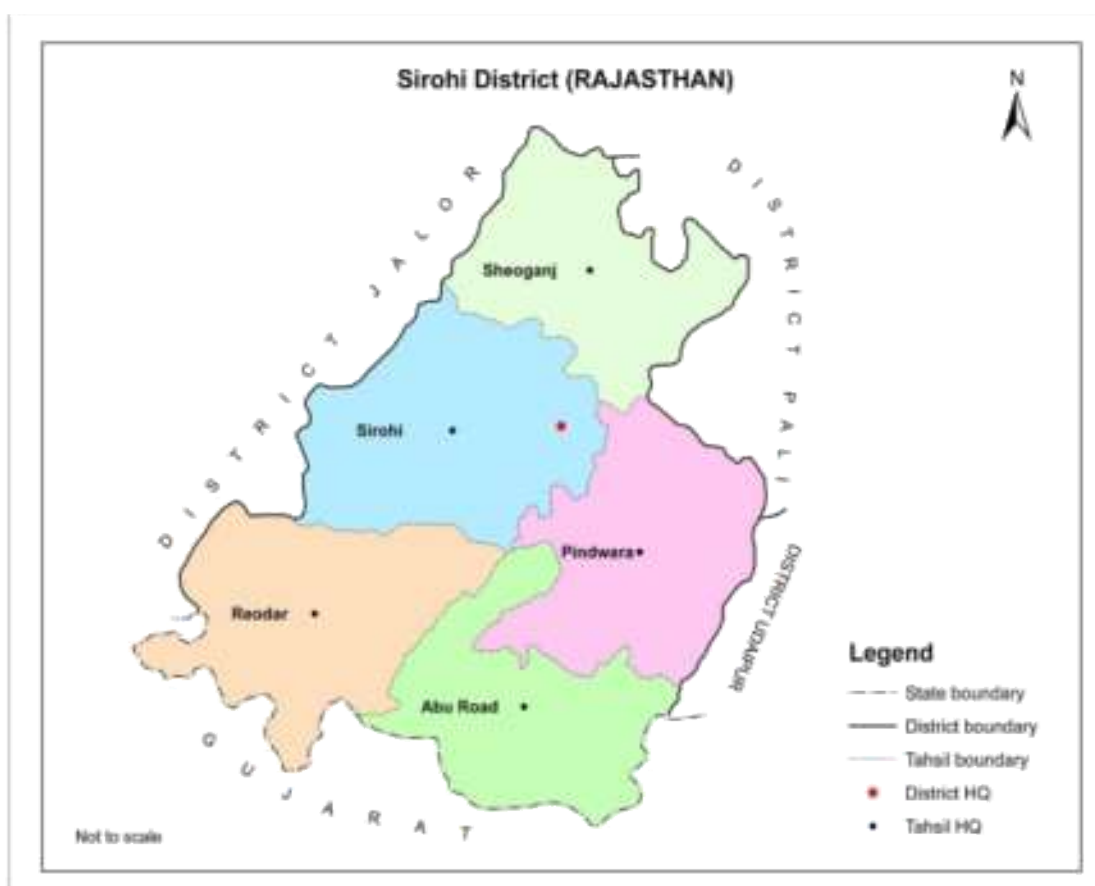 Sirohi District (RAJASTHAN)
N
DISTRICT JALOR
DISTRICT PALI
Sheoganj
Sirohi
Pindwara
DISTRICT UDAIPUR
Reodar
Abu Road
GUJARAT
Legend
State boundary
District boundary
Tahsil boundary
District HQ
Tahsil HQ
Not to scale